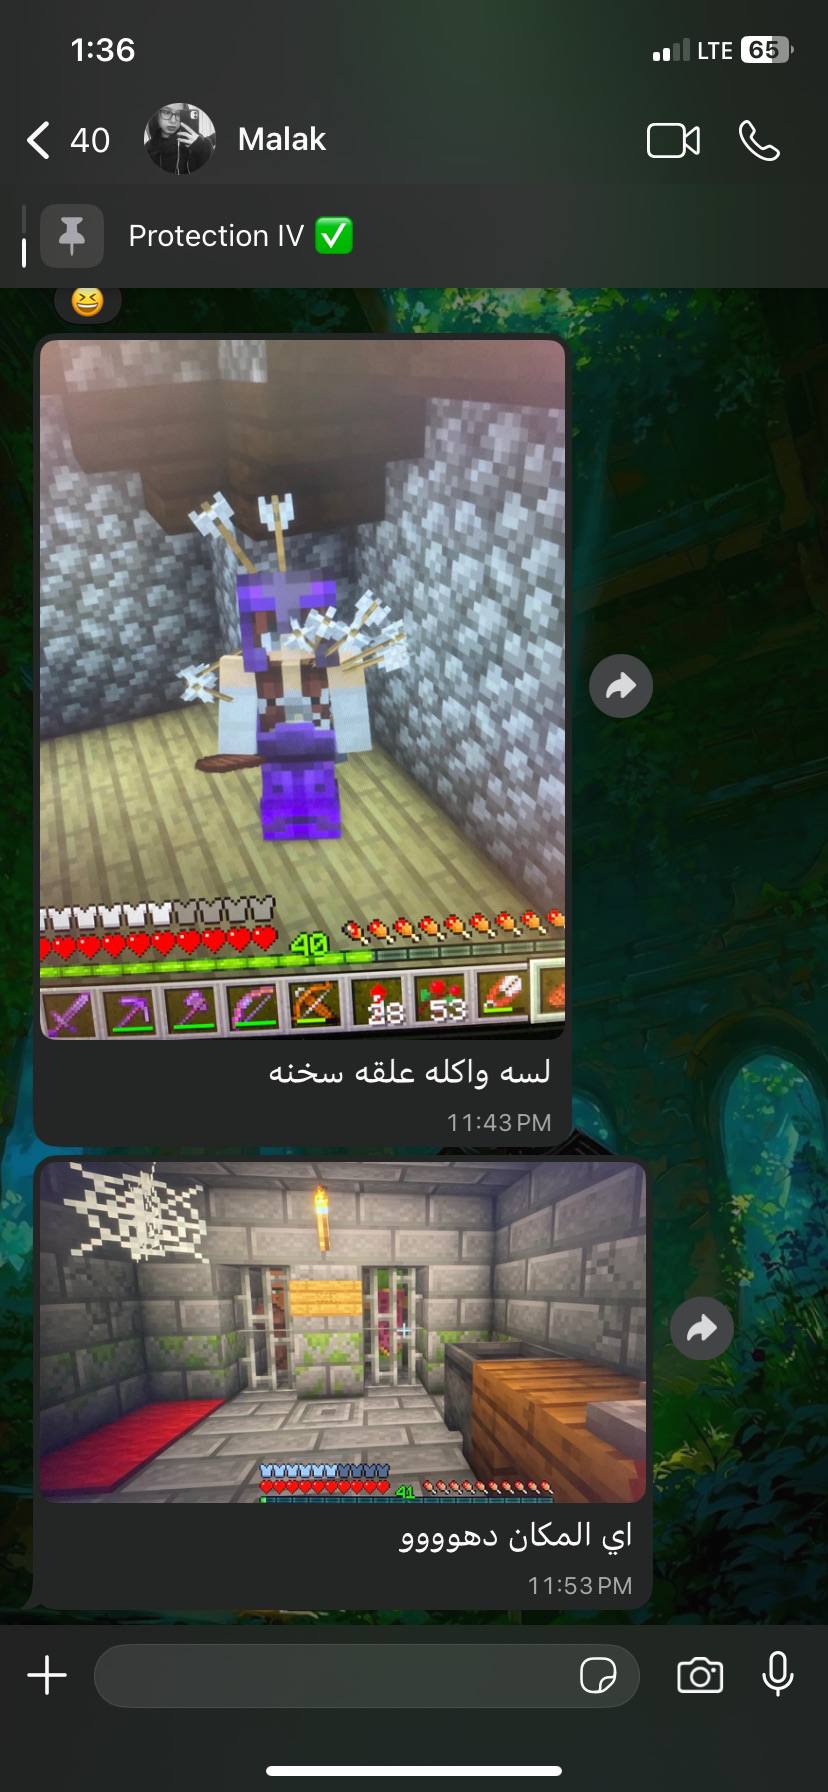 1:36
LTE 65
40 Malak
Protection IV ✅
😆
40
28 53
لسه واكله علقه سخنه
11:43 PM
41
اي المكان دهوووو
11:53 PM